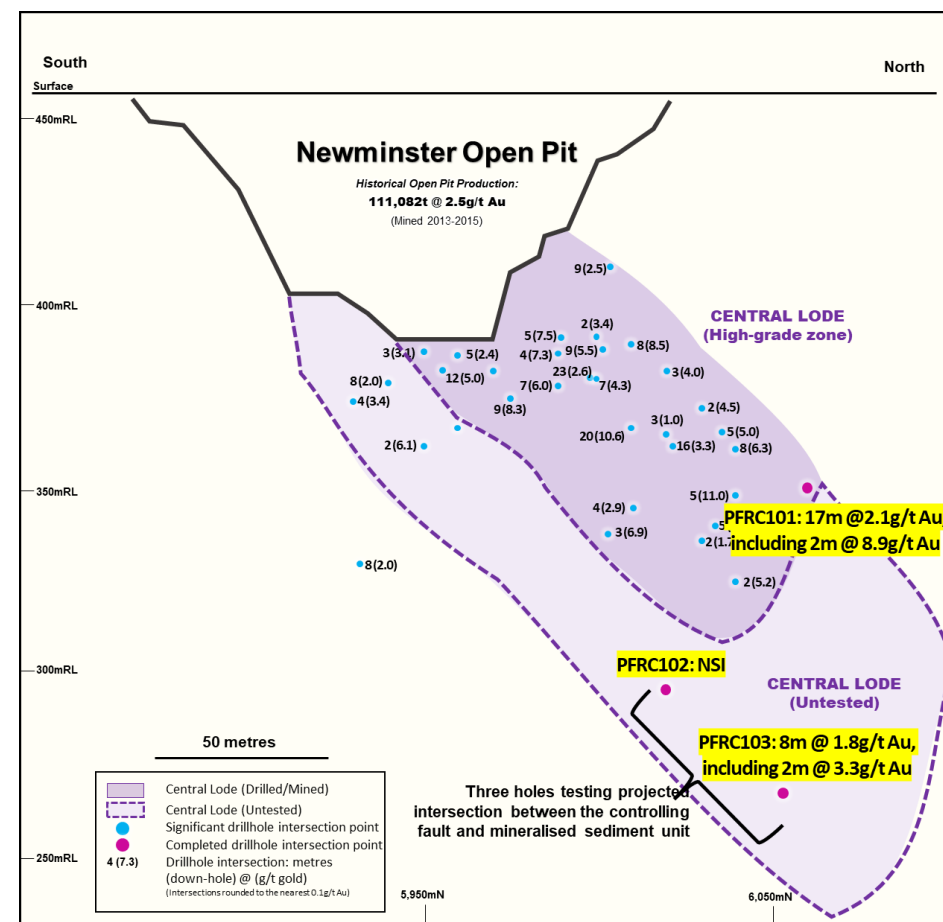 South
North
Surface
450mRL
Newminster Open Pit
Historical Open Pit Production:
111,082t @ 2.5g/t Au
(Mined 2013-2015)
9(2.5)
400mRL
CENTRAL LODE
(High-grade zone)
5(7.5)
2(3.4)
3(3.1)
5(2.4)
4(7.3)
9(5.5)
8(8.5)
8(2.0)
12(5.0)
23(2.6)
7(6.0)
7(4.3)
3(4.0)
4(3.4)
9(8.3)
2(4.5)
2(6.1)
20(10.6)
3(1.0)
5(5.0)
16(3.3)
8(6.3)
350mRL
5(11.0)
4(2.9)
PFRC101: 17m @2.1g/t Au,
including 2m @ 8.9g/t Au
3(6.9)
8(2.0)
2(5.2)
300mRL
PFRC102: NSI
CENTRAL LODE
(Untested)
PFRC103: 8m @ 1.8g/t Au,
including 2m @ 3.3g/t Au
50 metres
Three holes testing projected
intersection between the controlling
fault and mineralised sediment unit
Central Lode (Drilled/Mined)
Central Lode (Untested)
Significant drillhole intersection point
Completed drillhole intersection point
4 (7.3) Drillhole intersection: metres
(down-hole) @ (g/t gold)
(Intersections rounded to the nearest 0.1g/t Au)
250mRL
5,950mN
6,050mN